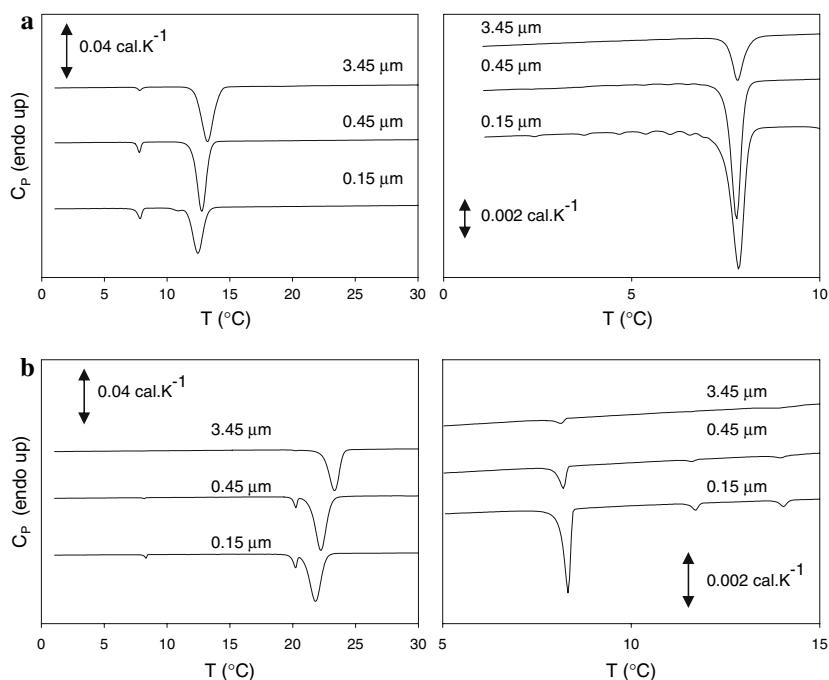 a
0.04 cal.K⁻¹
3.45 µm
0.45 µm
0.15 µm
C_P (endo up)
0 5 10 15 20 25 30
T (°C)
3.45 µm
0.45 µm
0.15 µm
0.002 cal.K⁻¹
0 5 10
T (°C)
b
0.04 cal.K⁻¹
3.45 µm
0.45 µm
0.15 µm
C_P (endo up)
0 5 10 15 20 25 30
T (°C)
3.45 µm
0.45 µm
0.15 µm
0.002 cal.K⁻¹
5 10 15
T (°C)